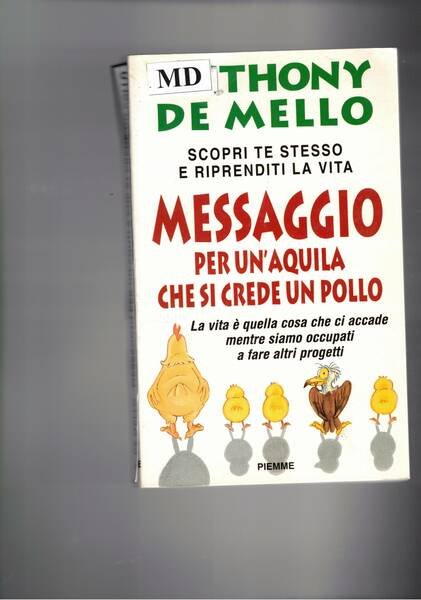 MD
THONY
DE MELLO
SCOPRI TE STESSO
E RIPRENDITI LA VITA
MESSAGGIO
PER UN'AQUILA
CHE SI CREDE UN POLLO
La vita è quella cosa che ci accade
mentre siamo occupati
a fare altri progetti
PIEMME